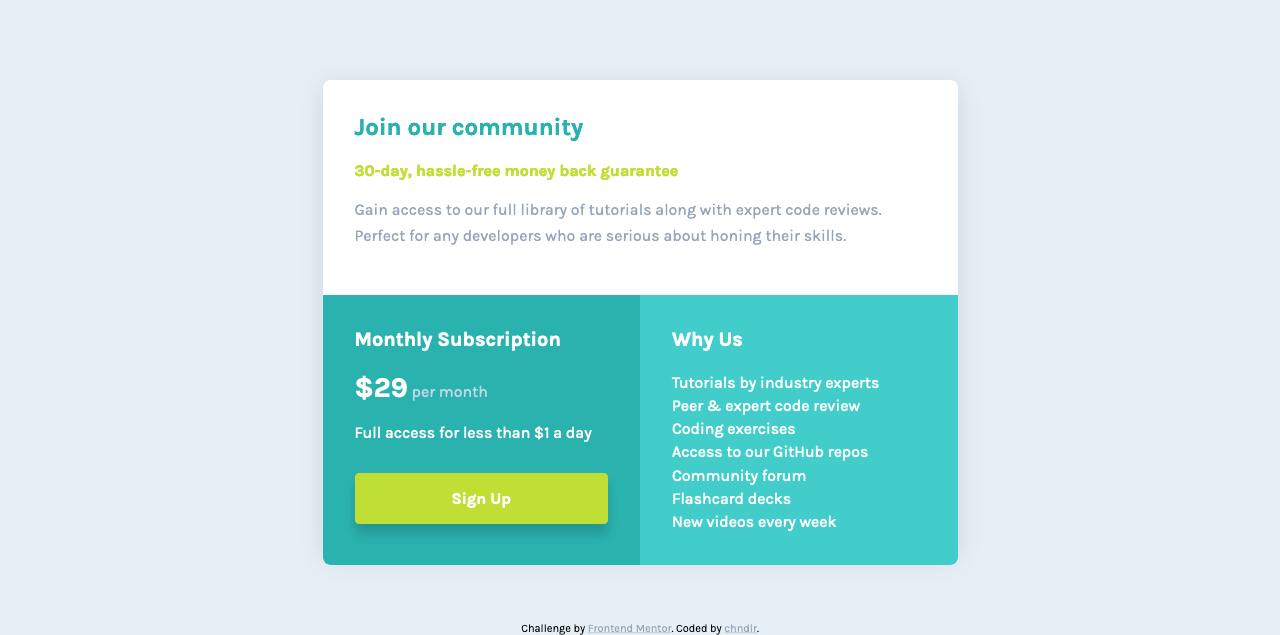 Join our community
30-day, hassle-free money back guarantee
Gain access to our full library of tutorials along with expert code reviews.
Perfect for any developers who are serious about honing their skills.
Monthly Subscription
$29 per month
Full access for less than $1 a day
Sign Up
Why Us
Tutorials by industry experts
Peer & expert code review
Coding exercises
Access to our GitHub repos
Community forum
Flashcard decks
New videos every week
Challenge by Frontend Mentor. Coded by chndlr.